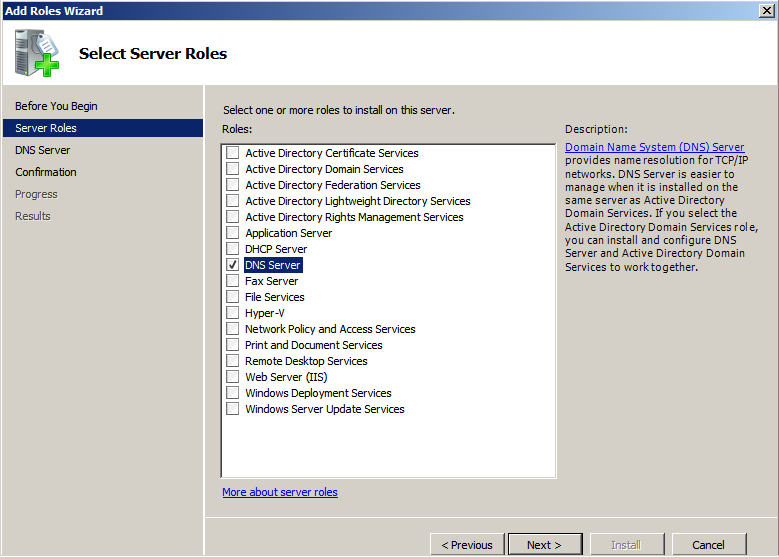 Add Roles Wizard
Select Server Roles
Before You Begin
Server Roles
DNS Server
Confirmation
Progress
Results
Select one or more roles to install on this server.
Roles:
Active Directory Certificate Services
Active Directory Domain Services
Active Directory Federation Services
Active Directory Lightweight Directory Services
Active Directory Rights Management Services
Application Server
DHCP Server
DNS Server
Fax Server
File Services
Hyper-V
Network Policy and Access Services
Print and Document Services
Remote Desktop Services
Web Server (IIS)
Windows Deployment Services
Windows Server Update Services
More about server roles
Description:
Domain Name System (DNS) Server
provides name resolution for TCP/IP
networks. DNS Server is easier to
manage when it is installed on the
same server as Active Directory
Domain Services. If you select the
Active Directory Domain Services role,
you can install and configure DNS
Server and Active Directory Domain
Services to work together.
< Previous
Next >
Install
Cancel